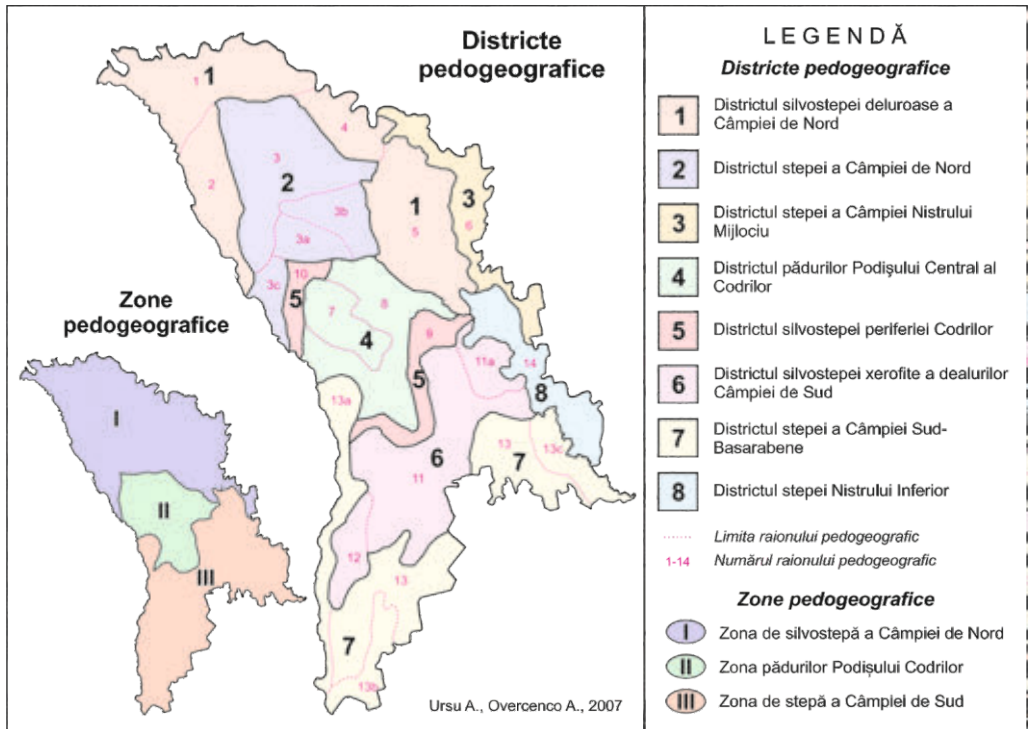 Districte
pedogeografice
1
1
4
2
3
2
3b
3a
3c
1
5
3
6
10
5
7
8
4
9
5
11a
14
8
13a
6
11
13
7
13c
12
13
7
13b
Zone
pedogeografice
I
II
III
Ursu A., Overcenco A., 2007
LEGENDĂ
Districte pedogeografice
1 Districtul silvostepei deluroase a
Câmpiei de Nord
2 Districtul stepei a Câmpiei de Nord
3 Districtul stepei a Câmpiei Nistrului
Mijlociu
4 Districtul pădurilor Podişului Central al
Codrilor
5 Districtul silvostepei periferiei Codrilor
6 Districtul silvostepei xerofite a dealurilor
Câmpiei de Sud
7 Districtul stepei a Câmpiei Sud-
Basarabene
8 Districtul stepei Nistrului Inferior
Limita raionului pedogeografic
1-14 Numărul raionului pedogeografic
Zone pedogeografice
I Zona de silvostepă a Câmpiei de Nord
II Zona pădurilor Podișului Codrilor
III Zona de stepă a Câmpiei de Sud